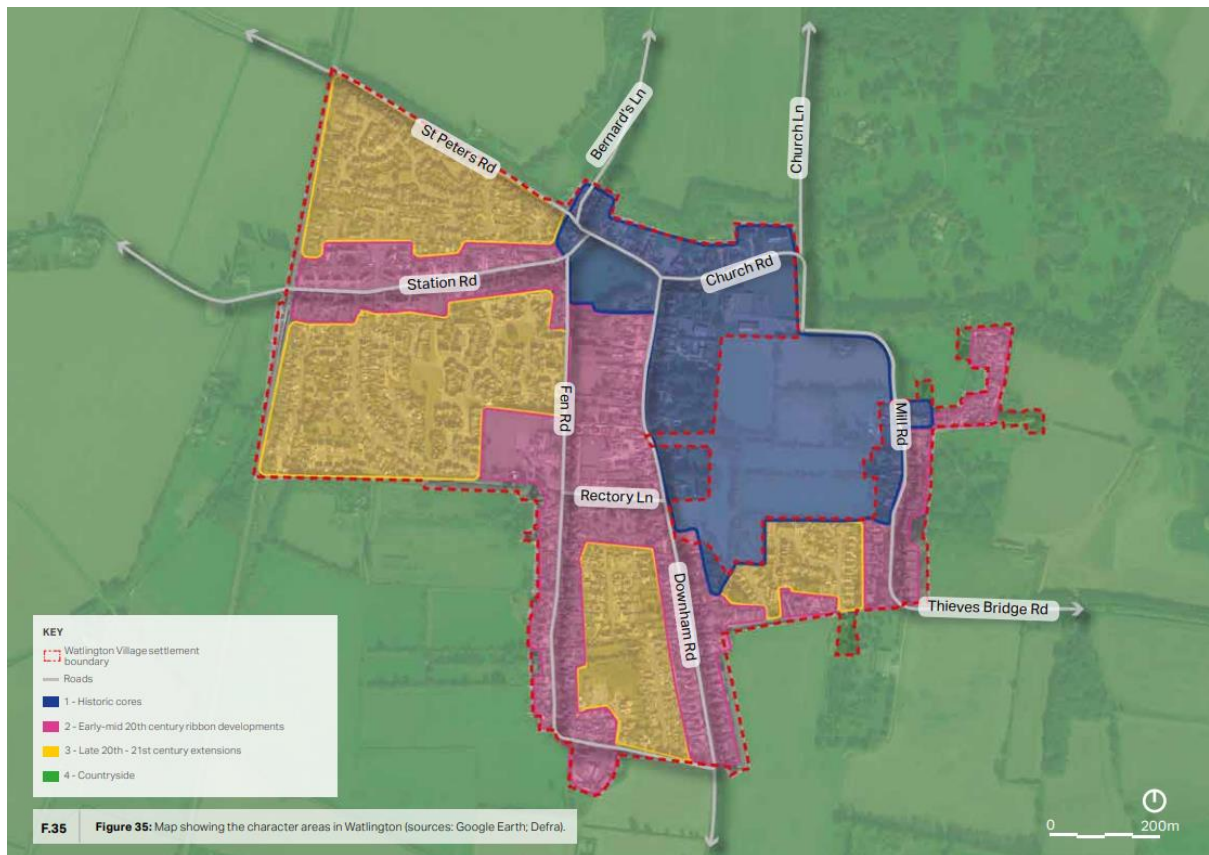 St Peters Rd
Bernard's Ln
Church Ln
Station Rd
Church Rd
Fen Rd
Mill Rd
Rectory Ln
Downham Rd
Thieves Bridge Rd
KEY
Watlington Village settlement
boundary
Roads
1 - Historic cores
2 - Early-mid 20th century ribbon developments
3 - Late 20th - 21st century extensions
4 - Countryside
F.35 Figure 35: Map showing the character areas in Watlington (sources: Google Earth; Defra).
0 200m